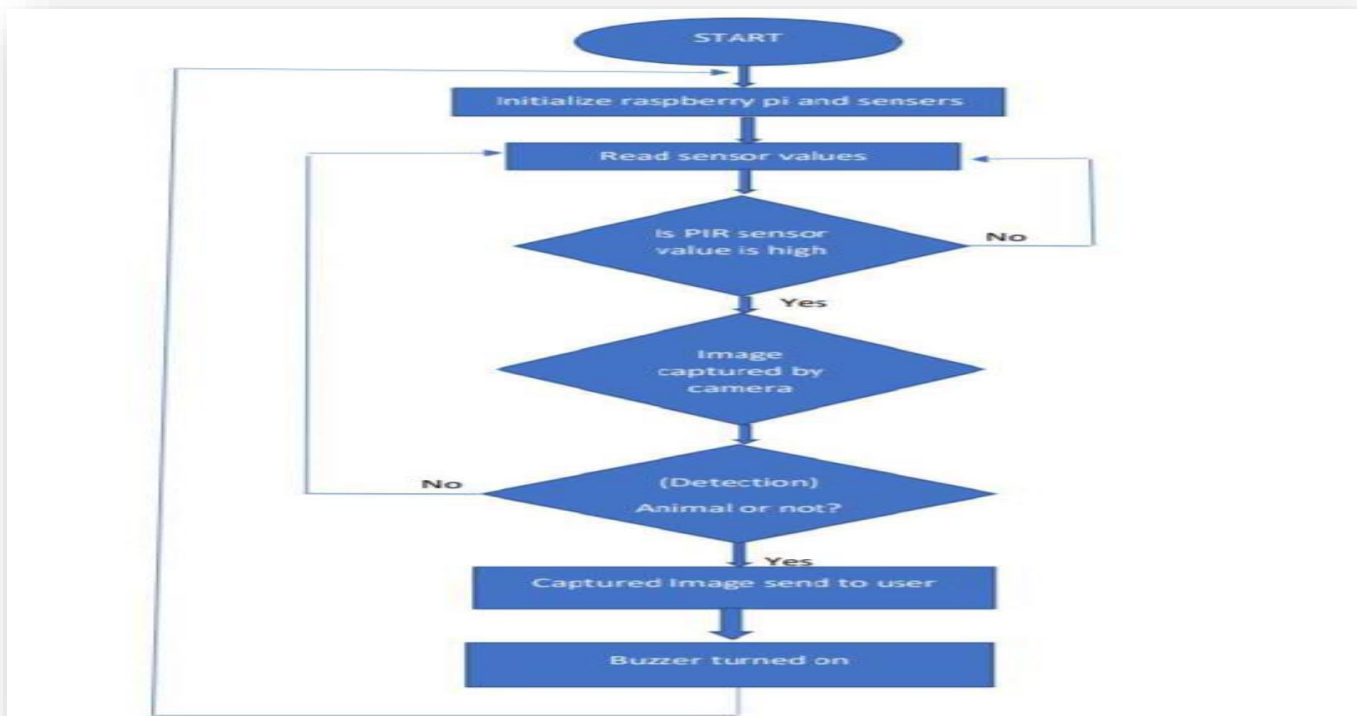 START
Initialize raspberry pi and sensers
Read sensor values
Is PIR sensor
value is high
No
Yes
Image
captured by
camera
No
(Detection)
Animal or not?
Yes
Captured Image send to user
Buzzer turned on